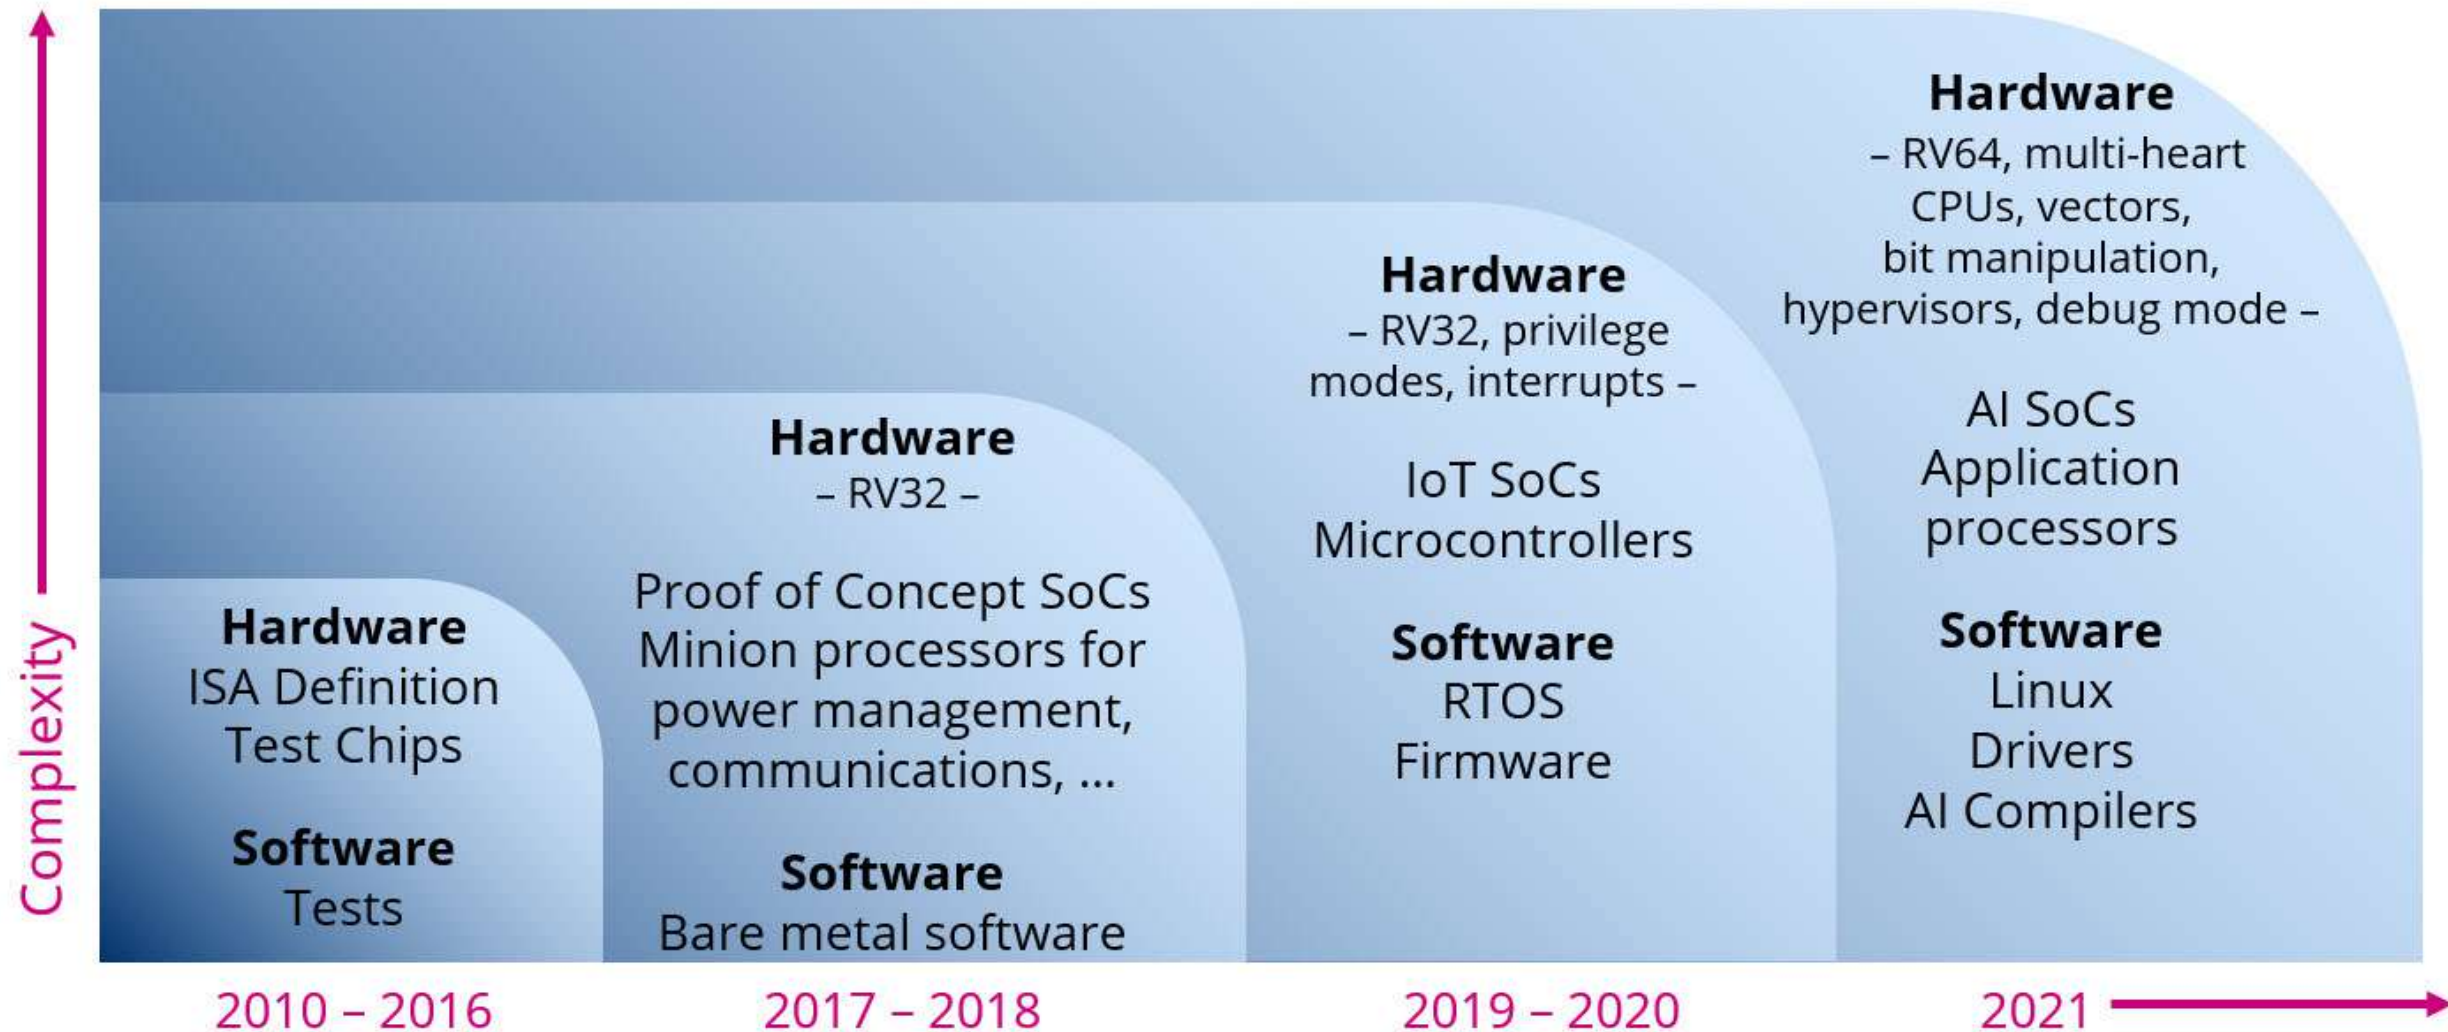 Complexity
Hardware
ISA Definition
Test Chips
Software
Tests
2010 – 2016
Hardware
– RV32 –
Proof of Concept SoCs
Minion processors for
power management,
communications, ...
Software
Bare metal software
2017 – 2018
Hardware
– RV32, privilege
modes, interrupts –
IoT SoCs
Microcontrollers
Software
RTOS
Firmware
2019 – 2020
Hardware
– RV64, multi-heart
CPUs, vectors,
bit manipulation,
hypervisors, debug mode –
AI SoCs
Application
processors
Software
Linux
Drivers
AI Compilers
2021